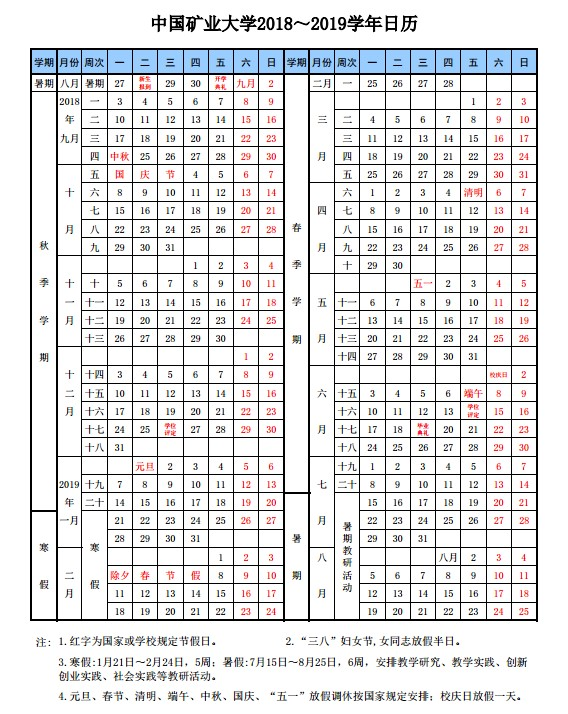 中国矿业大学2018～2019学年日历
学期 月份 周次 一 二 三 四 五 六 日 学期 月份 周次 一 二 三 四 五 六 日
暑期 八月 暑期 27 新生报到 29 30 开学典礼 九月 2 二月 一 25 26 27 28
2018年九月 一 3 4 5 6 7 8 9 春季学期 三月 1 2 3
秋季学期 二 10 11 12 13 14 15 16 二 4 5 6 7 8 9 10
三 17 18 19 20 21 22 23 三 11 12 13 14 15 16 17
四 中秋 25 26 27 28 29 30 四 18 19 20 21 22 23 24
十月 五 国 庆 节 4 5 6 7 五 25 26 27 28 29 30 31
六 8 9 10 11 12 13 14 四月 六 1 2 3 4 清明 6 7
七 15 16 17 18 19 20 21 七 8 9 10 11 12 13 14
八 22 23 24 25 26 27 28 八 15 16 17 18 19 20 21
九 29 30 31 九 22 23 24 25 26 27 28
十一月 1 2 3 4 十 29 30
十 5 6 7 8 9 10 11 五月 五一 2 3 4 5
十一 12 13 14 15 16 17 18 十一 6 7 8 9 10 11 12
十二 19 20 21 22 23 24 25 十二 13 14 15 16 17 18 19
十三 26 27 28 29 30 十三 20 21 22 23 24 25 26
十二月 1 2 十四 27 28 29 30 31
十四 3 4 5 6 7 8 9 六月 校庆日 2
十五 10 11 12 13 14 15 16 十五 3 4 5 6 端午 8 9
十六 17 18 19 20 21 22 23 十六 10 11 12 13 学位评定 15 16
十七 24 25 学位评定 27 28 29 30 十七 17 18 毕业典礼 20 21 22 23
十八 31 十八 24 25 26 27 28 29 30
2019年一月 元旦 2 3 4 5 6 七月 十九 1 2 3 4 5 6 7
十九 7 8 9 10 11 12 13 二十 8 9 10 11 12 13 14
二十 14 15 16 17 18 19 20 暑期 暑期教研活动 15 16 17 18 19 20 21
寒假 寒假 21 22 23 24 25 26 27 22 23 24 25 26 27 28
28 29 30 31 29 30 31
二月 1 2 3 八月 八月 2 3 4
除夕 春 节 假 8 9 10 5 6 7 8 9 10 11
11 12 13 14 15 16 17 12 13 14 15 16 17 18
18 19 20 21 22 23 24 19 20 21 22 23 24 25
注: 1.红字为国家或学校规定节假日。 2.“三八”妇女节,女同志放假半日。
3.寒假:1月21日～2月24日，5周；暑假:7月15日～8月25日，6周，安排教学研究、教学实践、创新
创业实践、社会实践等教研活动。
4.元旦、春节、清明、端午、中秋、国庆、“五一”放假调休按国家规定安排；校庆日放假一天。